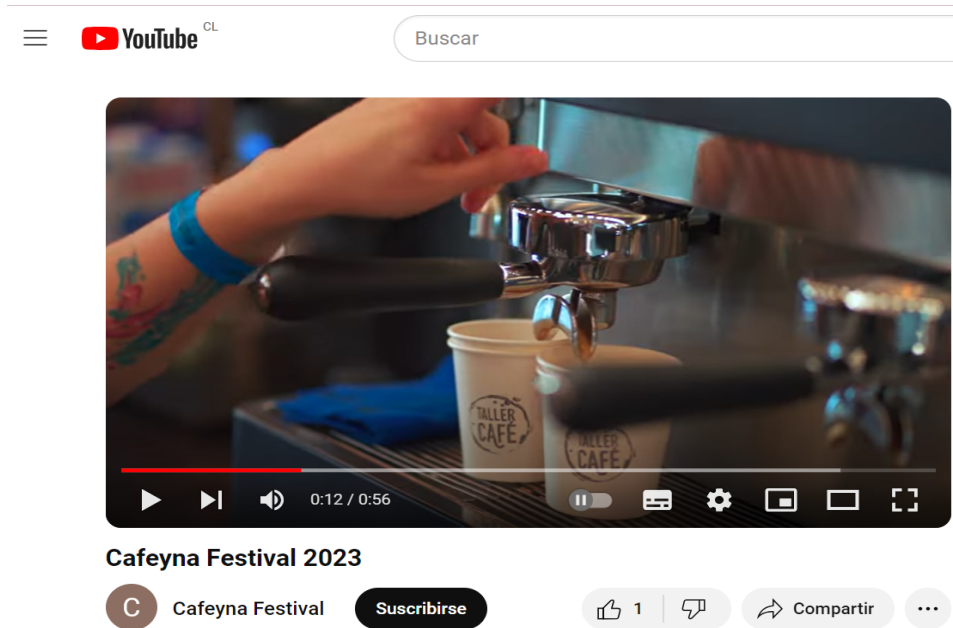 YouTube CL
Buscar
TALLER
CAFÉ
TALLER
CAFÉ
0:12 / 0:56
Cafeyna Festival 2023
C
Cafeyna Festival
Suscribirse
1
Compartir